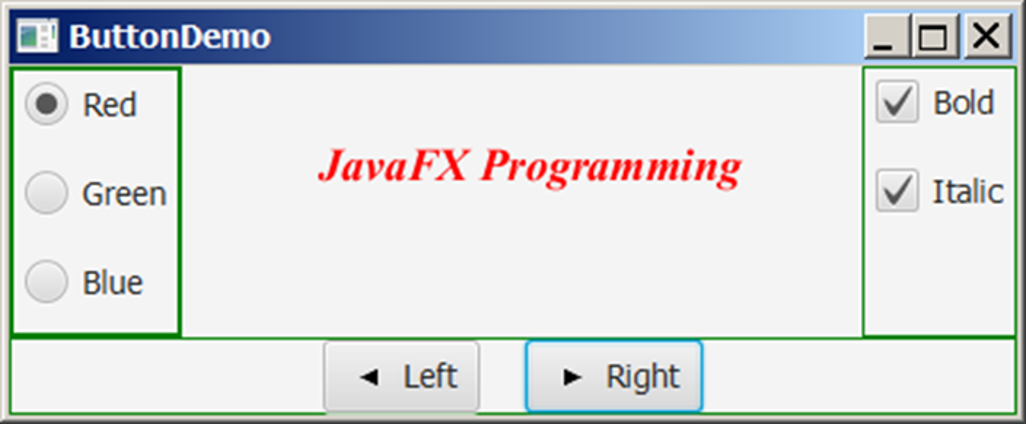 ButtonDemo
Red
Green
Blue
JavaFX Programming
Bold
Italic
Left
Right